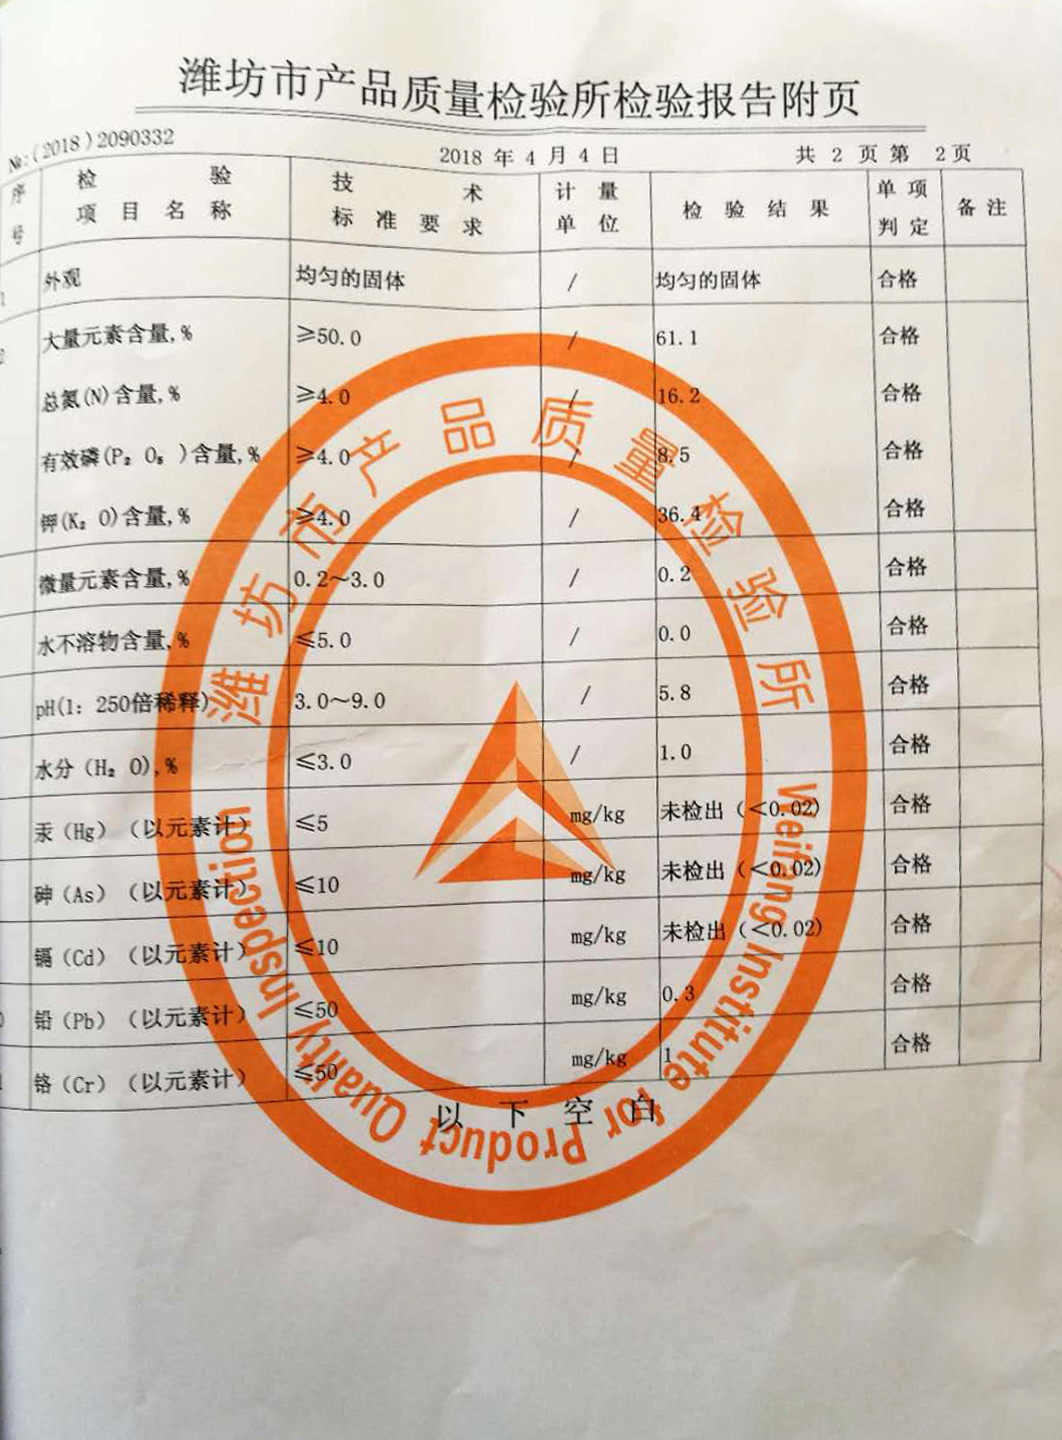 潍坊市产品质量检验所检验报告附页
№:(2018)2090332 2018 年 4 月 4 日 共 2 页 第 2页
序号 检验项目名称 技术标准要求 计量单位 检验结果 单项判定 备注
1 外观 均匀的固体 / 均匀的固体 合格
2 大量元素含量,% ≥50.0 / 61.1 合格
总氮(N)含量,% ≥4.0 / 16.2 合格
有效磷(P₂ O₅ )含量,% ≥4.0 / 8.5 合格
钾(K₂ O)含量,% ≥4.0 / 36.4 合格
微量元素含量,% 0.2~3.0 / 0.2 合格
水不溶物含量,% ≤5.0 / 0.0 合格
pH(1: 250倍稀释) 3.0~9.0 / 5.8 合格
水分 (H₂ O),% ≤3.0 / 1.0 合格
汞 (Hg) (以元素计) ≤5 mg/kg 未检出 (<0.02) 合格
砷 (As) (以元素计) ≤10 mg/kg 未检出 (<0.02) 合格
镉 (Cd) (以元素计) ≤10 mg/kg 未检出 (<0.02) 合格
铅 (Pb) (以元素计) ≤50 mg/kg 0.3 合格
铬 (Cr) (以元素计) ≤50 mg/kg 1 合格
以下空白
潍坊市产品质量检验所
Weifang Institute for Product Quality Inspection